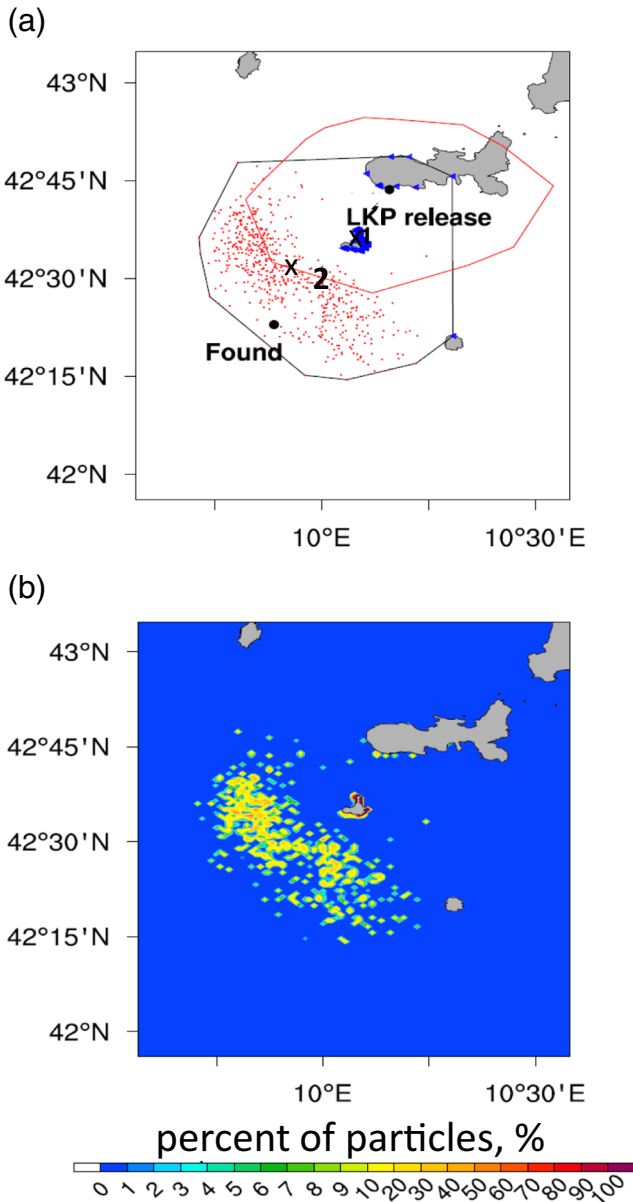 (a)
43°N
42°45'N
LKP release
X1
42°30'N
X
2
Found
42°15'N
42°N
10°E
10°30'E
(b)
43°N
42°45'N
42°30'N
42°15'N
42°N
10°E
10°30'E
percent of particles, %
0 1 2 3 4 5 6 7 8 9 10 20 30 40 50 60 70 80 90 100